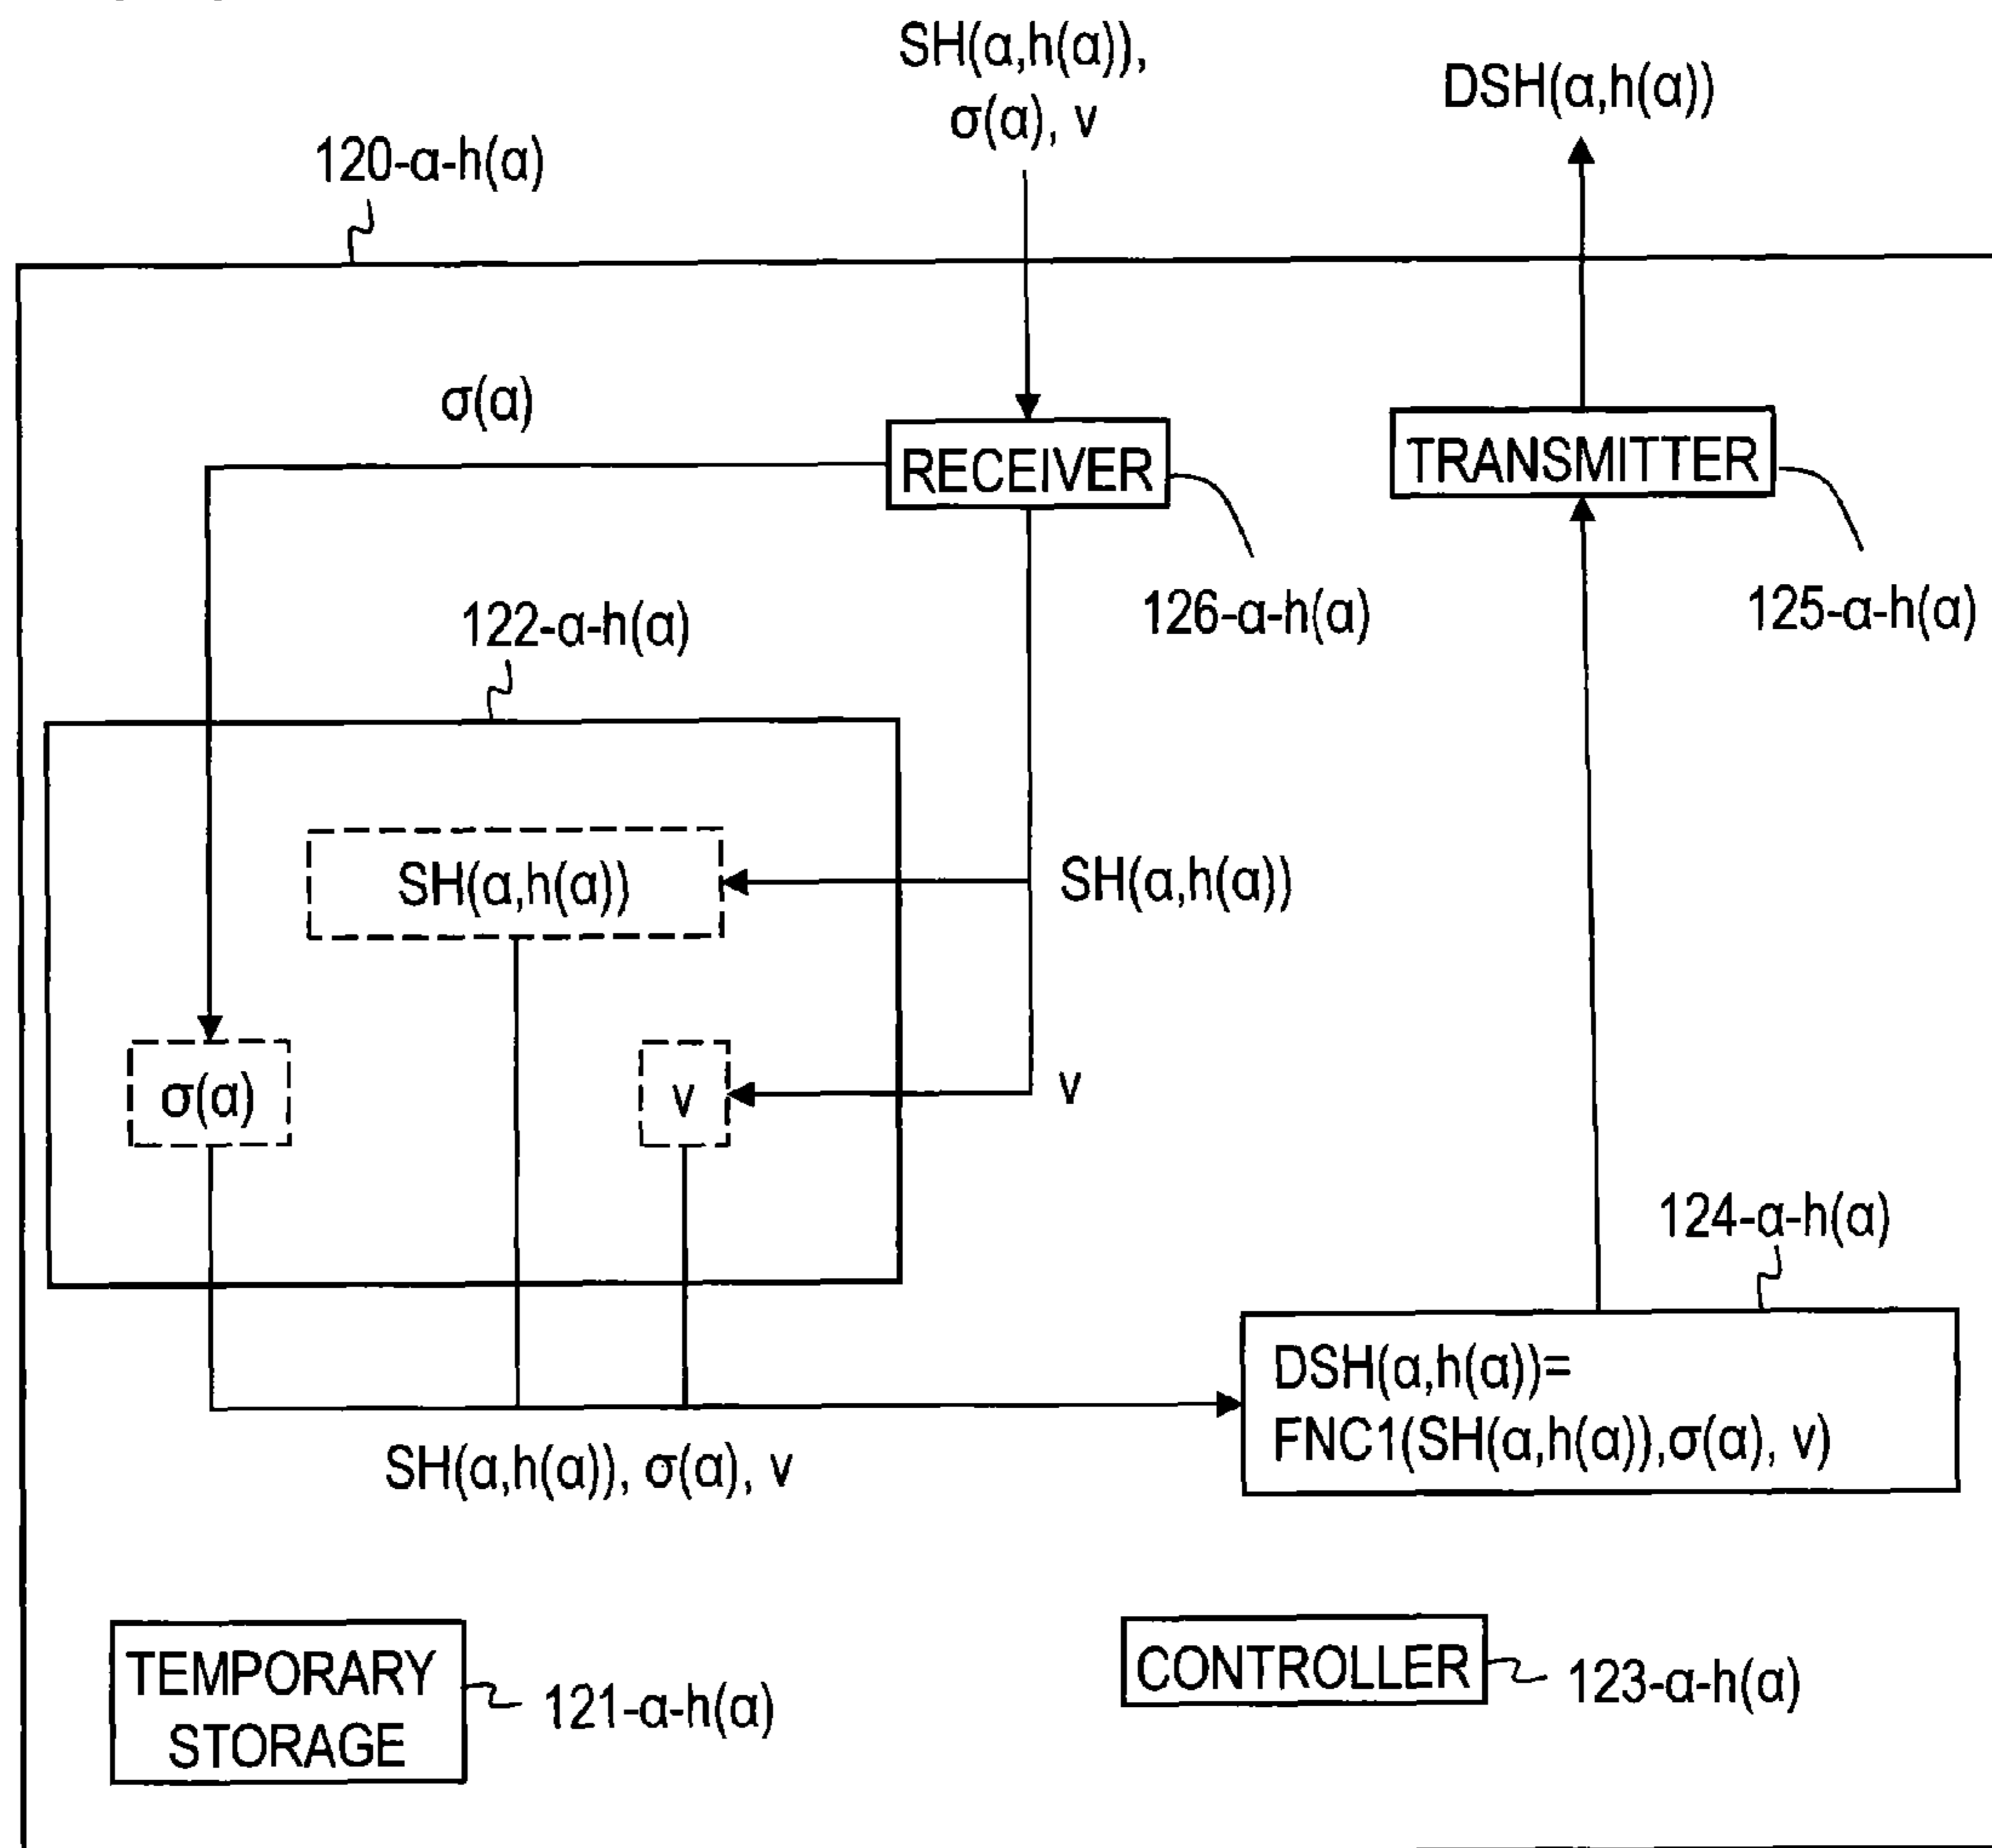 SH(α,h(α)),
σ(α), v
DSH(α,h(α))
120-α-h(α)
σ(α)
RECEIVER
TRANSMITTER
126-α-h(α)
125-α-h(α)
122-α-h(α)
SH(α,h(α))
SH(α,h(α))
σ(α)
v
v
124-α-h(α)
DSH(α,h(α))=
FNC1(SH(α,h(α)),σ(α), v)
SH(α,h(α)), σ(α), v
TEMPORARY
STORAGE
121-α-h(α)
CONTROLLER
123-α-h(α)